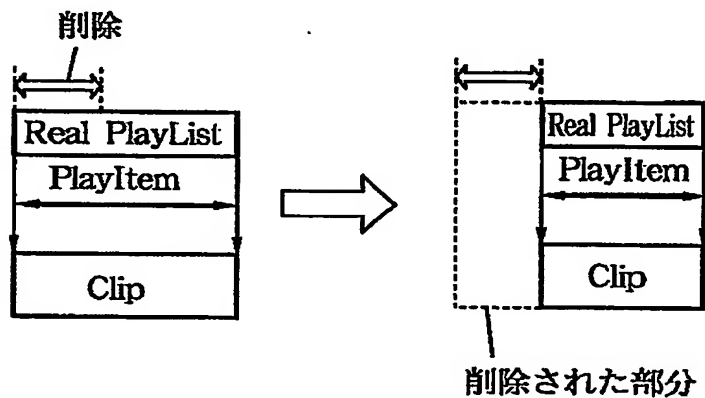 削除
Real PlayList
PlayItem
Clip
Real PlayList
PlayItem
Clip
削除された部分